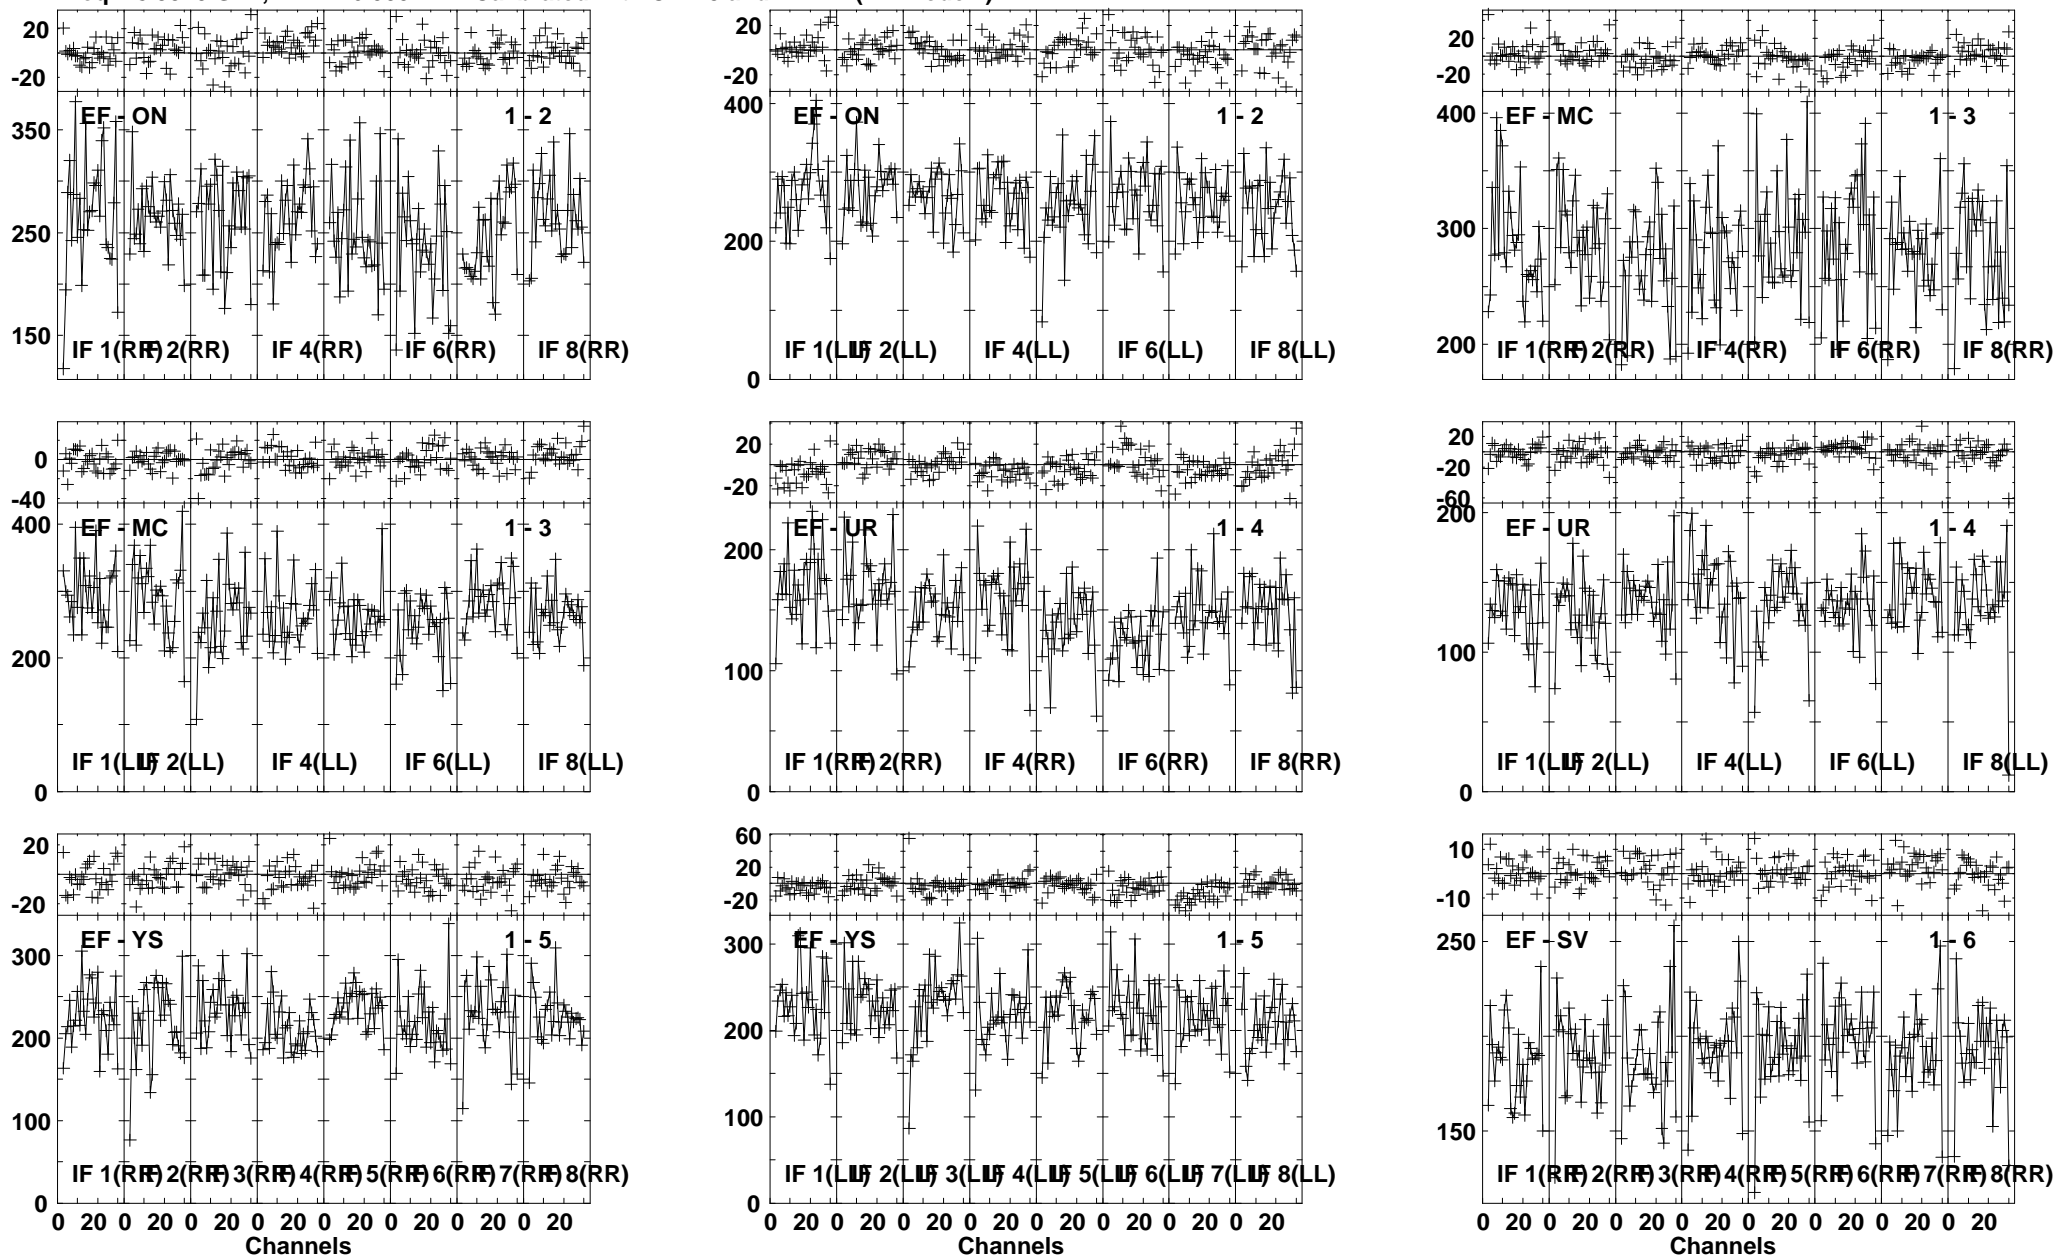 20 20 20
-20 -20 -20
EF - ON 1 - 2 EF - ON 1 - 2 EF - MC 1 - 3
350 400 400
250 200 300
150 0 200
IF 1(RR) IF 2(RR) IF 4(RR) IF 6(RR) IF 8(RR)
IF 1(LL) IF 2(LL) IF 4(LL) IF 6(LL) IF 8(LL)
IF 1(RR) IF 2(RR) IF 4(RR) IF 6(RR) IF 8(RR)
0 20 20
-40 -20 -20
-60
EF - MC 1 - 3 EF - UR 1 - 4 EF - UR 1 - 4
400 200 200
200 100 100
0 0 0
IF 1(LL) IF 2(LL) IF 4(LL) IF 6(LL) IF 8(LL)
IF 1(RR) IF 2(RR) IF 4(RR) IF 6(RR) IF 8(RR)
IF 1(LL) IF 2(LL) IF 4(LL) IF 6(LL) IF 8(LL)
20 60 10
-20 20 -10
-20
EF - YS 1 - 5 EF - YS 1 - 5 EF - SV 1 - 6
300 300 250
200 200 150
100 100
0 0
IF 1(RR) IF 2(RR) IF 3(RR) IF 4(RR) IF 5(RR) IF 6(RR) IF 7(RR) IF 8(RR)
IF 1(LL) IF 2(LL) IF 3(LL) IF 4(LL) IF 5(LL) IF 6(LL) IF 7(LL) IF 8(LL)
IF 1(RR) IF 2(RR) IF 3(RR) IF 4(RR) IF 5(RR) IF 6(RR) IF 7(RR) IF 8(RR)
0 20 0 20 0 20 0 20 0 20 0 20 0 20 0 20
0 20 0 20 0 20 0 20 0 20 0 20 0 20 0 20
0 20 0 20 0 20 0 20 0 20 0 20 0 20 0 20
Channels Channels Channels